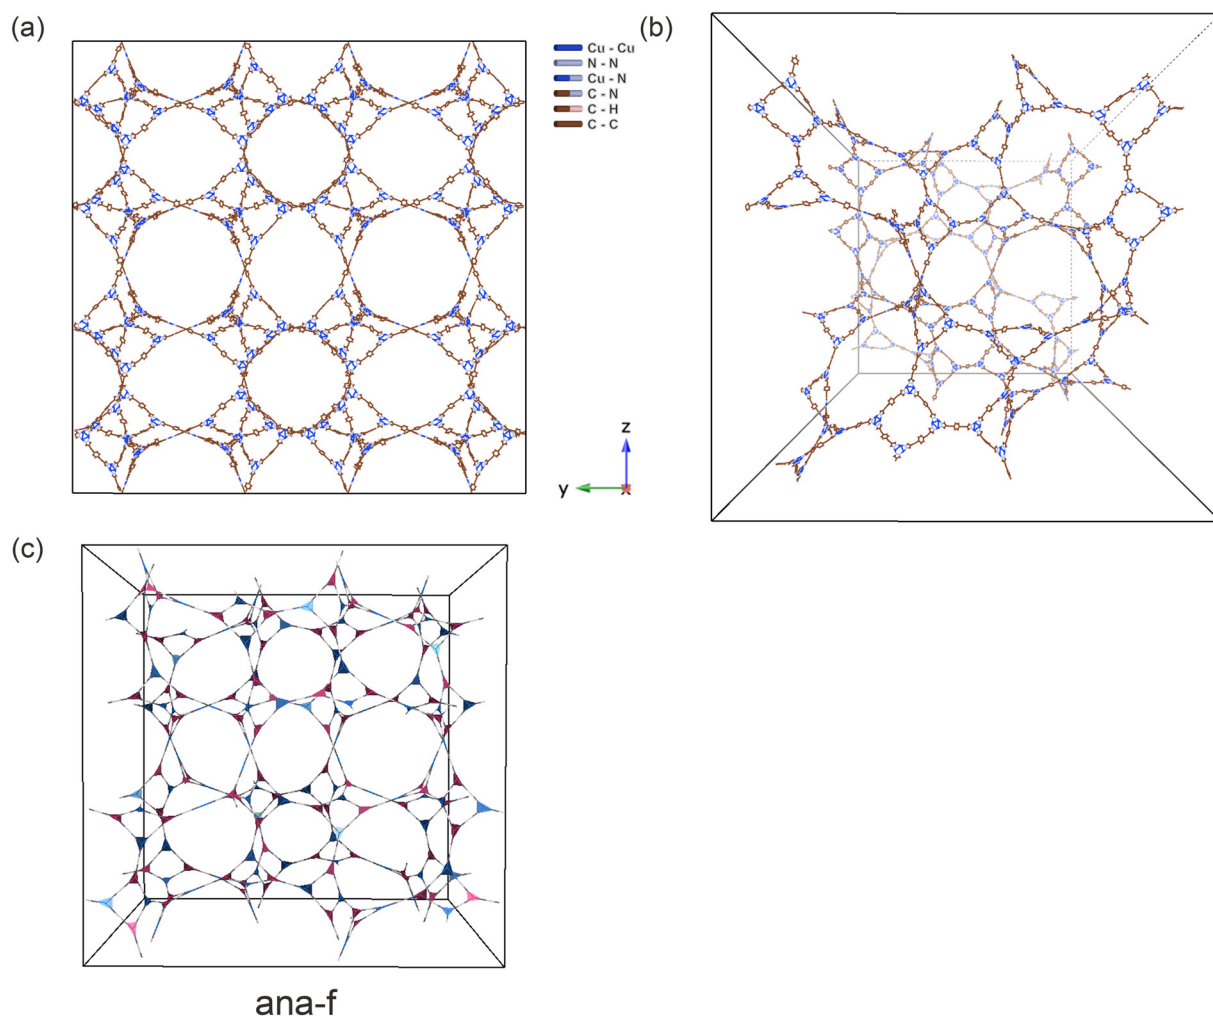 (a)
Cu - Cu
N - N
Cu - N
C - N
C - H
C - C
z
y
x
(b)
(c)
ana-f